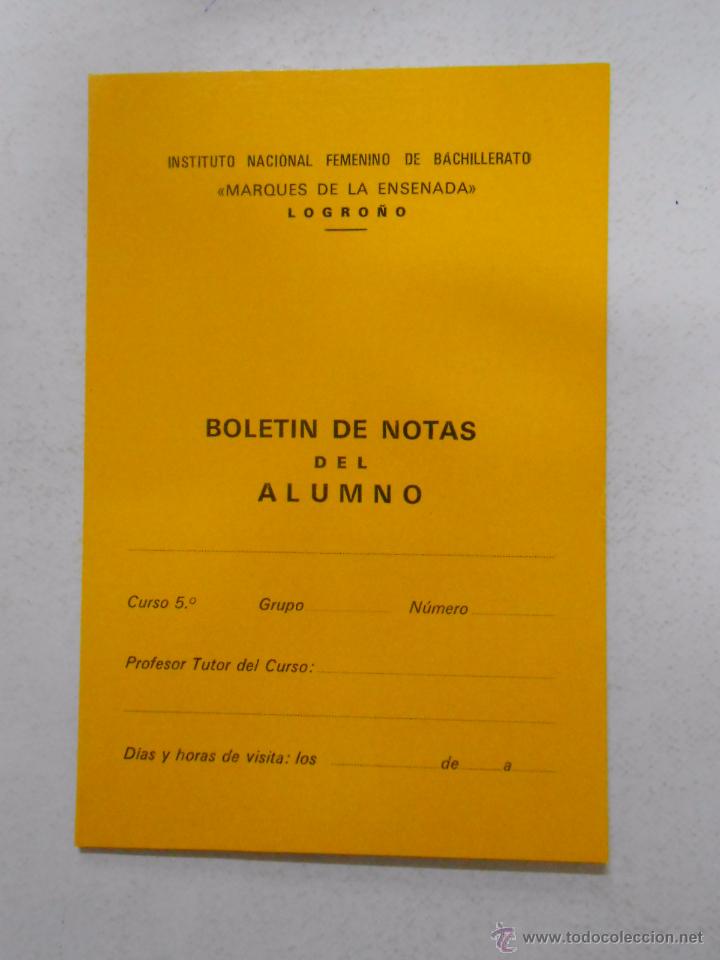 INSTITUTO NACIONAL FEMENINO DE BACHILLERATO
«MARQUES DE LA ENSENADA»
LOGROÑO
BOLETIN DE NOTAS
DEL
ALUMNO
Curso 5.º Grupo Número
Profesor Tutor del Curso:
Días y horas de visita: los de a
© www.todocoleccion.net